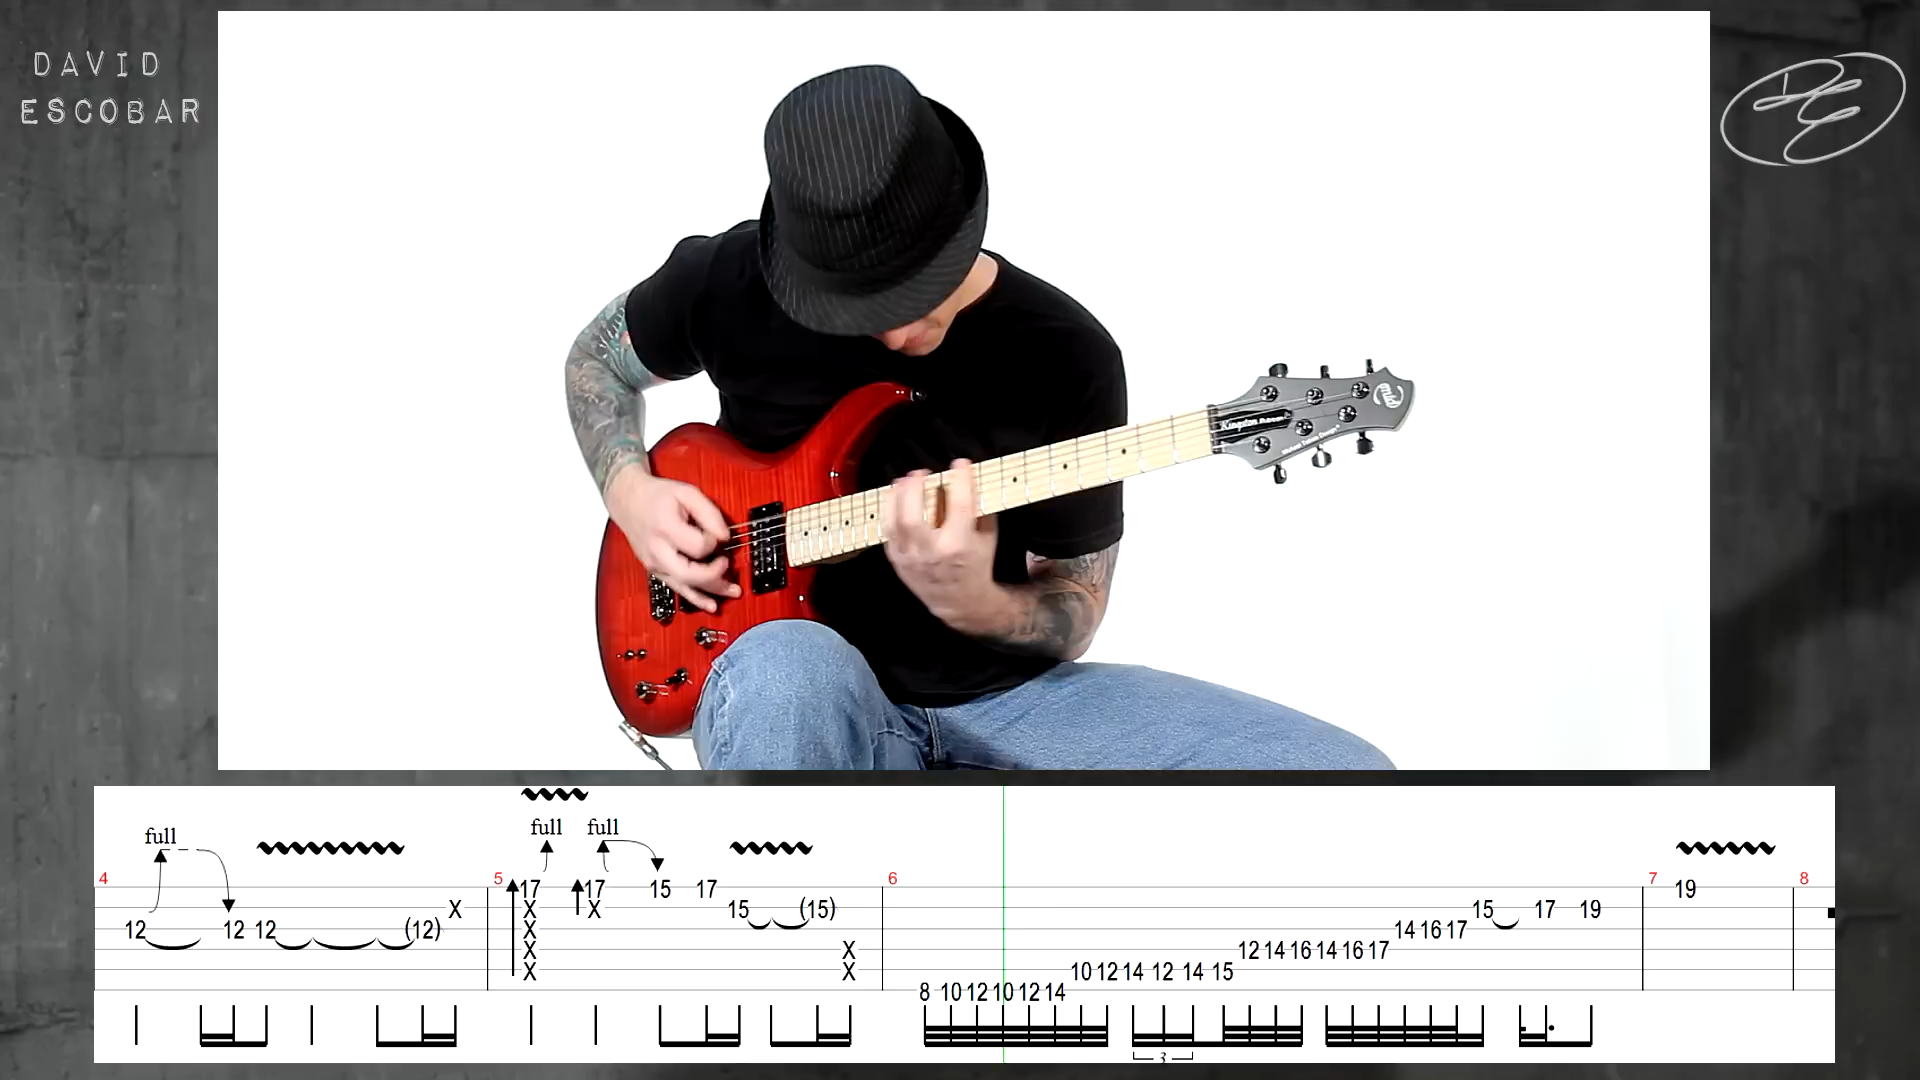 DAVID
ESCOBAR
Kingston
full
full
full
4
12
12
12
(12)
X
5
17
X
X
X
X
17
X
15
17
15
(15)
X
X
6
8 10 12 10 12 14
10 12 14 12 14 15
12 14 16 14 16 17
14 16 17
15
17
19
3
7
19
8